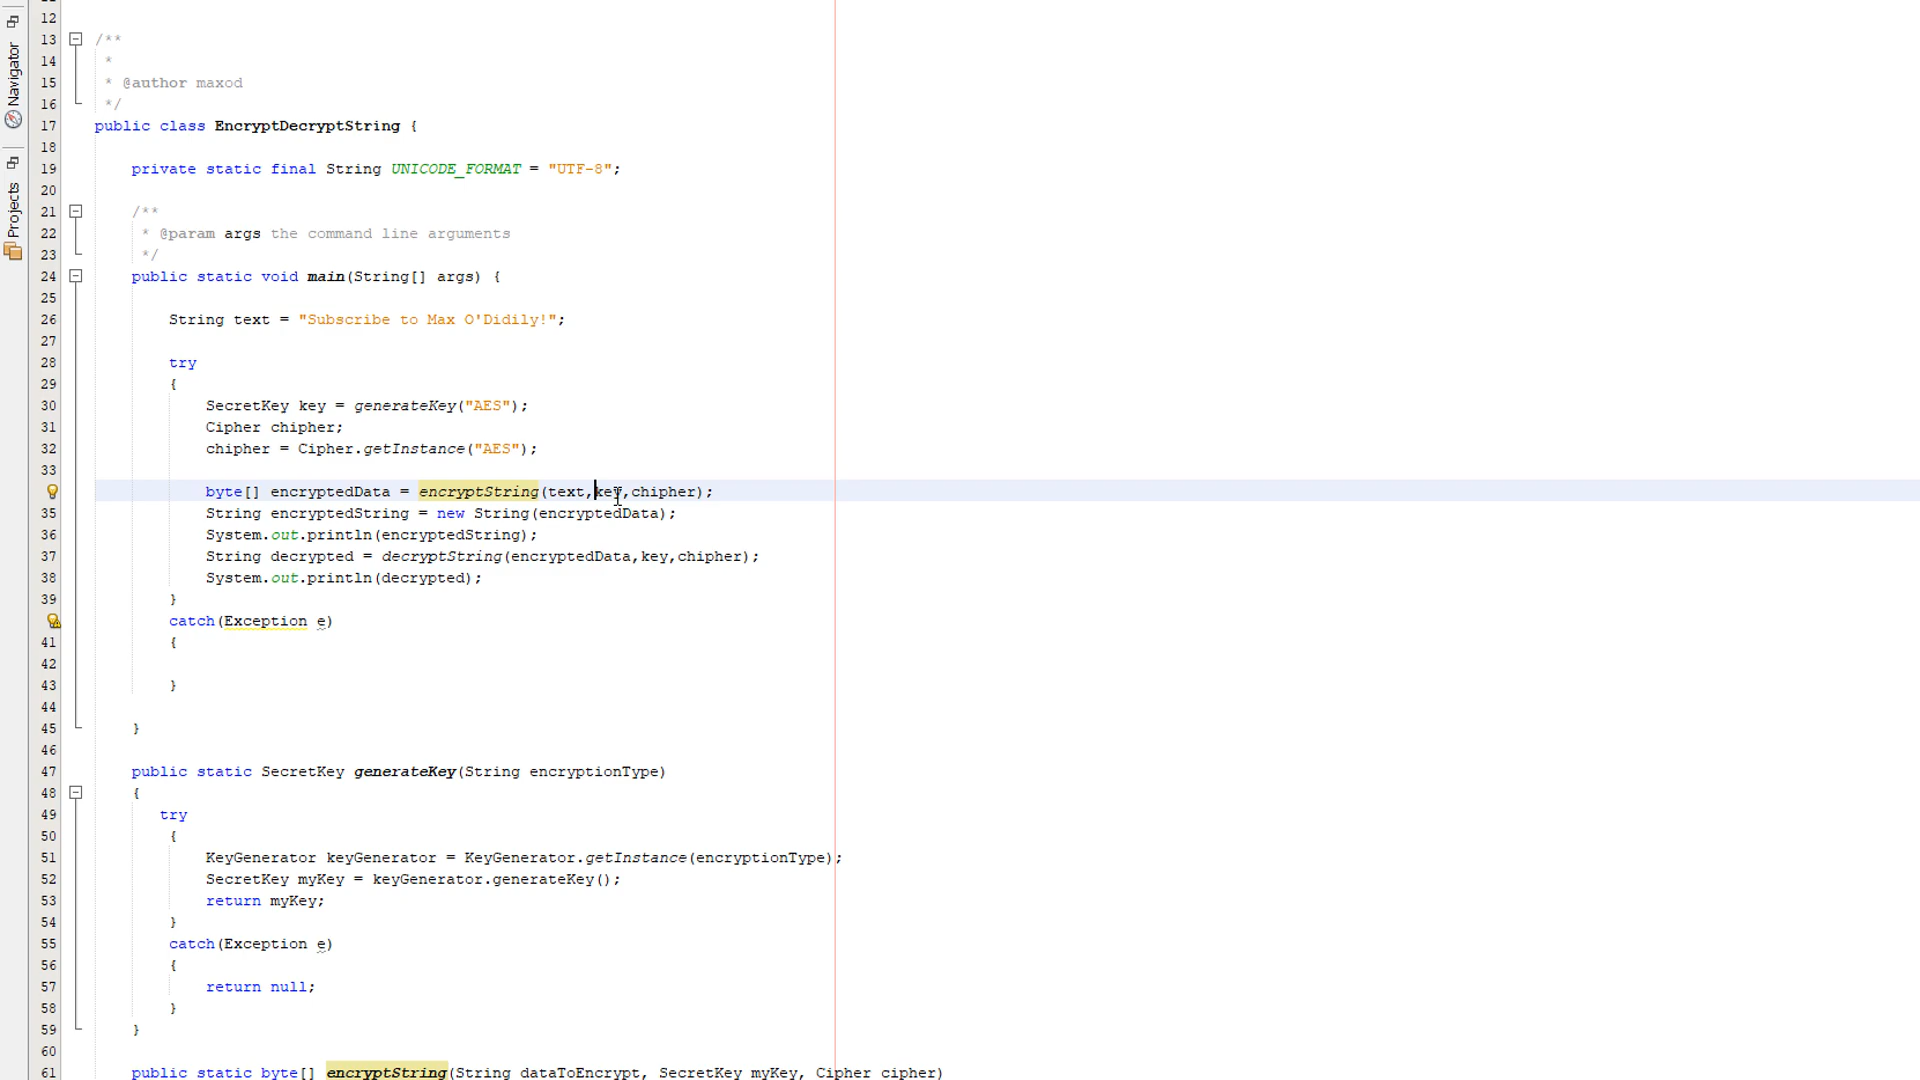 Navigator
Projects
12
13 /**
14 *
15 * @author maxod
16 */
17 public class EncryptDecryptString {
18
19 private static final String UNICODE_FORMAT = "UTF-8";
20
21 /**
22 * @param args the command line arguments
23 */
24 public static void main(String[] args) {
25
26 String text = "Subscribe to Max O'Didily!";
27
28 try
29 {
30 SecretKey key = generateKey("AES");
31 Cipher chipher;
32 chipher = Cipher.getInstance("AES");
33
byte[] encryptedData = encryptString(text,key,chipher);
35 String encryptedString = new String(encryptedData);
36 System.out.println(encryptedString);
37 String decrypted = decryptString(encryptedData,key,chipher);
38 System.out.println(decrypted);
39 }
catch(Exception e)
41 {
42
43 }
44
45 }
46
47 public static SecretKey generateKey(String encryptionType)
48 {
49 try
50 {
51 KeyGenerator keyGenerator = KeyGenerator.getInstance(encryptionType);
52 SecretKey myKey = keyGenerator.generateKey();
53 return myKey;
54 }
55 catch(Exception e)
56 {
57 return null;
58 }
59 }
60
61 public static byte[] encryptString(String dataToEncrypt, SecretKey myKey, Cipher cipher)